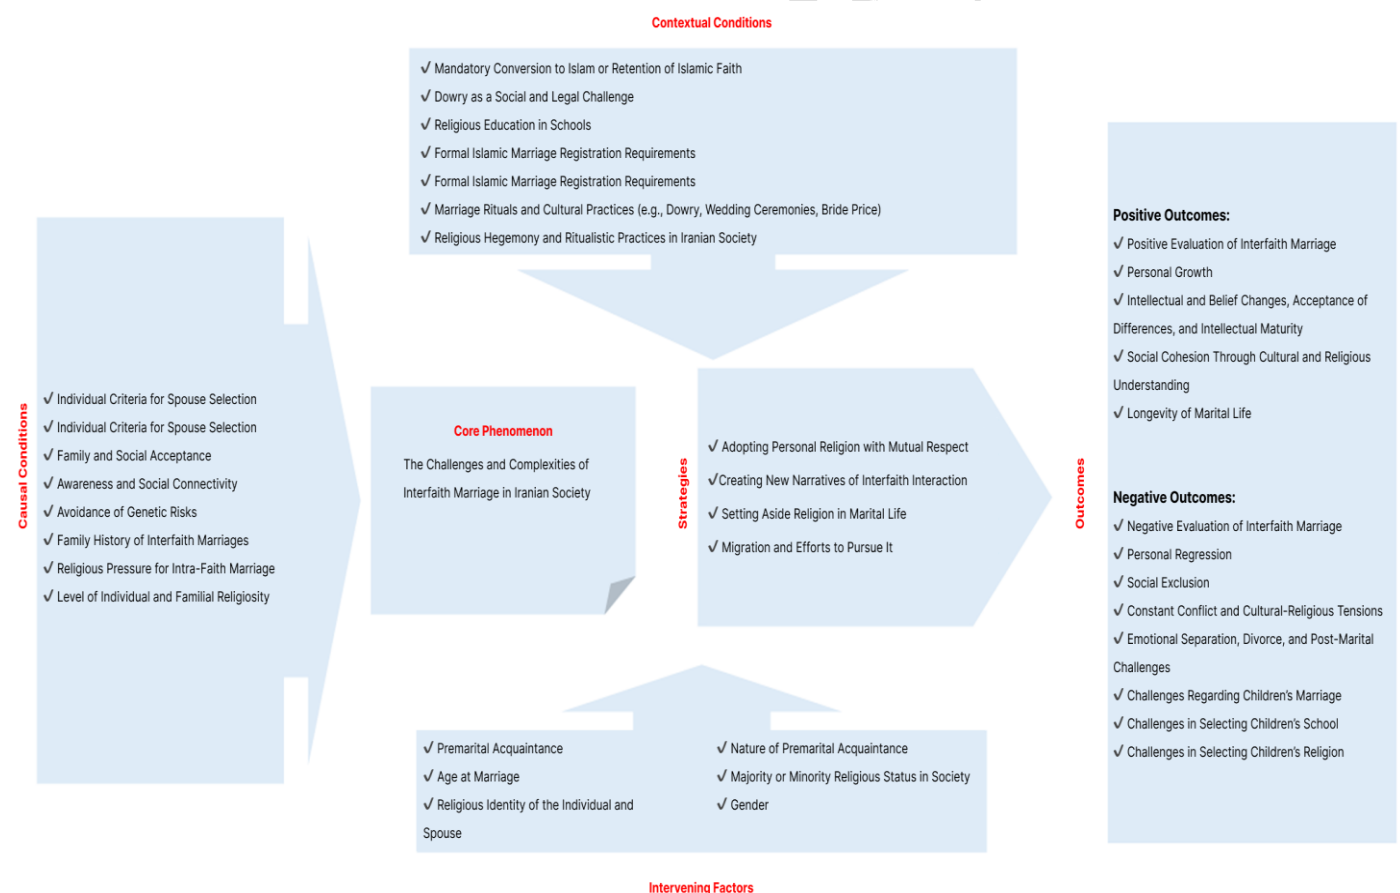 Contextual Conditions
✓ Mandatory Conversion to Islam or Retention of Islamic Faith
✓ Dowry as a Social and Legal Challenge
✓ Religious Education in Schools
✓ Formal Islamic Marriage Registration Requirements
✓ Formal Islamic Marriage Registration Requirements
✓ Marriage Rituals and Cultural Practices (e.g., Dowry, Wedding Ceremonies, Bride Price)
✓ Religious Hegemony and Ritualistic Practices in Iranian Society
Causal Conditions
✓ Individual Criteria for Spouse Selection
✓ Individual Criteria for Spouse Selection
✓ Family and Social Acceptance
✓ Awareness and Social Connectivity
✓ Avoidance of Genetic Risks
✓ Family History of Interfaith Marriages
✓ Religious Pressure for Intra-Faith Marriage
✓ Level of Individual and Familial Religiosity
Core Phenomenon
The Challenges and Complexities of
Interfaith Marriage in Iranian Society
Strategies
✓ Adopting Personal Religion with Mutual Respect
✓Creating New Narratives of Interfaith Interaction
✓ Setting Aside Religion in Marital Life
✓ Migration and Efforts to Pursue It
Outcomes
Positive Outcomes:
✓ Positive Evaluation of Interfaith Marriage
✓ Personal Growth
✓ Intellectual and Belief Changes, Acceptance of
Differences, and Intellectual Maturity
✓ Social Cohesion Through Cultural and Religious
Understanding
✓ Longevity of Marital Life
Negative Outcomes:
✓ Negative Evaluation of Interfaith Marriage
✓ Personal Regression
✓ Social Exclusion
✓ Constant Conflict and Cultural-Religious Tensions
✓ Emotional Separation, Divorce, and Post-Marital
Challenges
✓ Challenges Regarding Children's Marriage
✓ Challenges in Selecting Children's School
✓ Challenges in Selecting Children's Religion
✓ Premarital Acquaintance
✓ Age at Marriage
✓ Religious Identity of the Individual and
Spouse
✓ Nature of Premarital Acquaintance
✓ Majority or Minority Religious Status in Society
✓ Gender
Intervening Factors